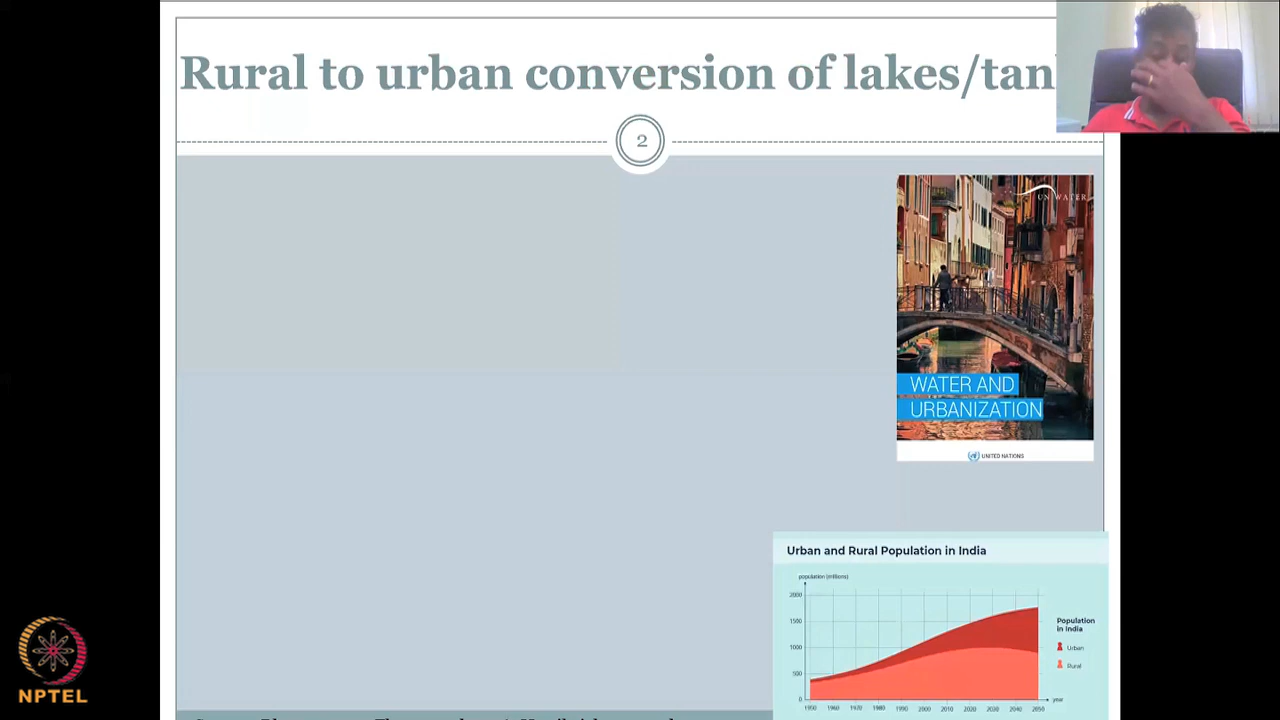 Rural to urban conversion of lakes/tan
2
UN WATER
WATER AND
URBANIZATION
UNITED NATIONS
Urban and Rural Population in India
population (millions)
2000
1500
1000
500
0
1950 1960 1970 1980 1990 2000 2010 2020 2030 2040 2050
year
Population
in India
Urban
Rural
NPTEL